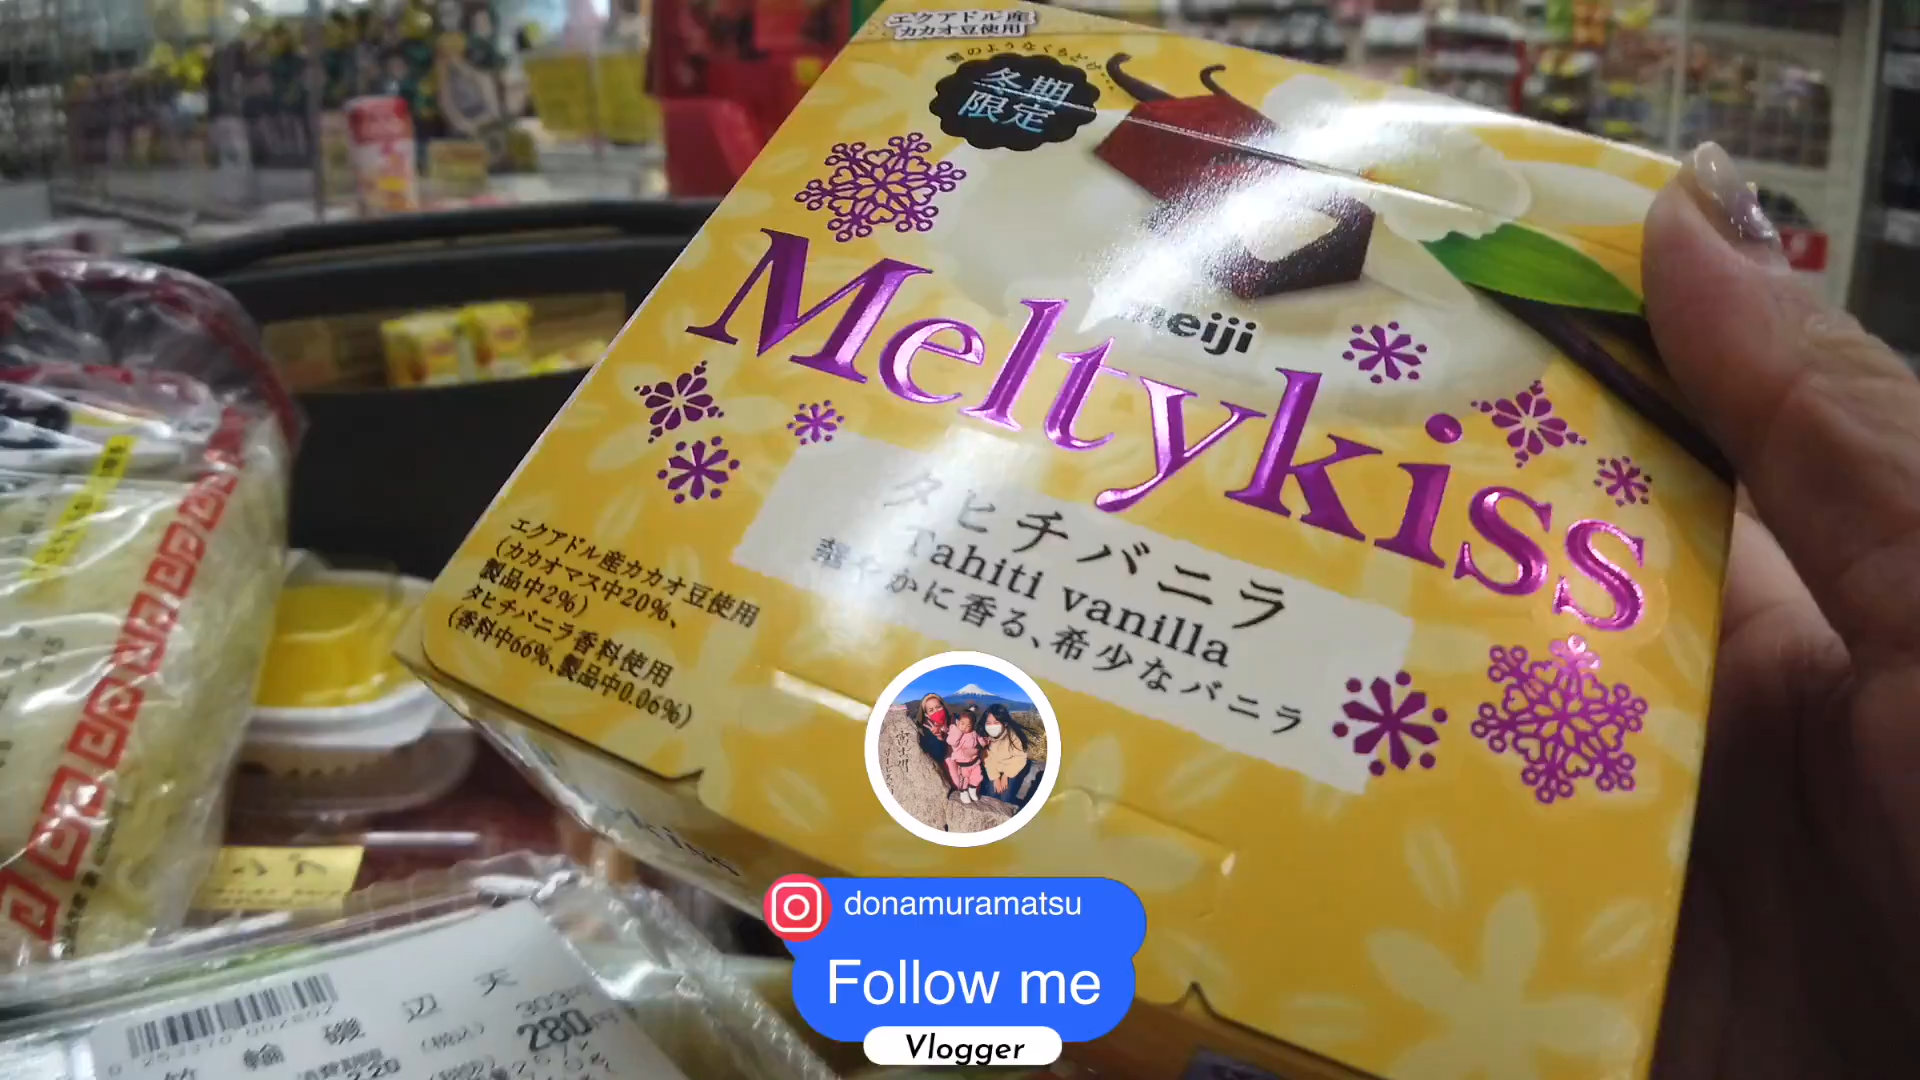 エクアドル産
カカオ豆使用
冬期
限定
meiji
Meltykiss
タヒチバニラ
Tahiti vanilla
華やかに香る、希少なバニラ
エクアドル産カカオ豆使用
(カカオマス中20%、
製品中2%)
タヒチバニラ香料使用
(香料中66%、製品中0.06%)
donamuramatsu
Follow me
Vlogger
磯辺天
303
280